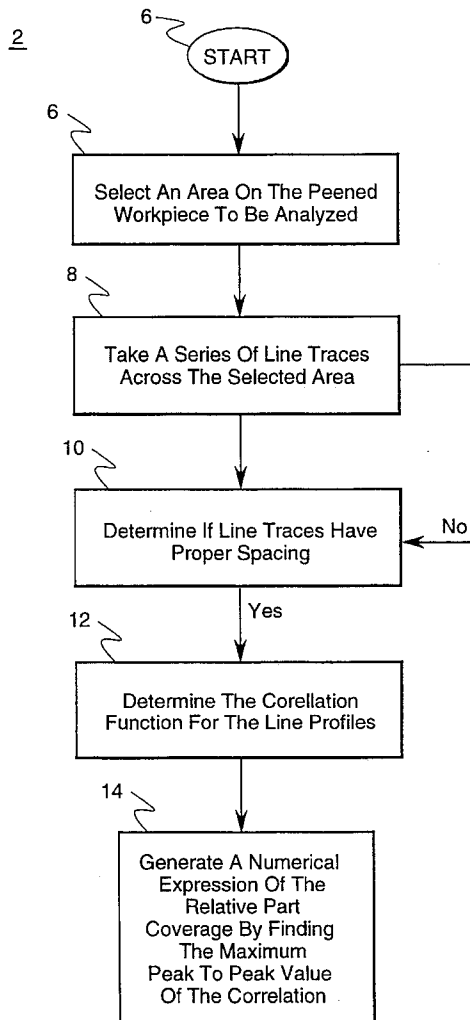 2
6
START
6
Select An Area On The Peened
Workpiece To Be Analyzed
8
Take A Series Of Line Traces
Across The Selected Area
10
Determine If Line Traces Have
Proper Spacing
No
Yes
12
Determine The Corellation
Function For The Line Profiles
14
Generate A Numerical
Expression Of The
Relative Part
Coverage By Finding
The Maximum
Peak To Peak Value
Of The Correlation